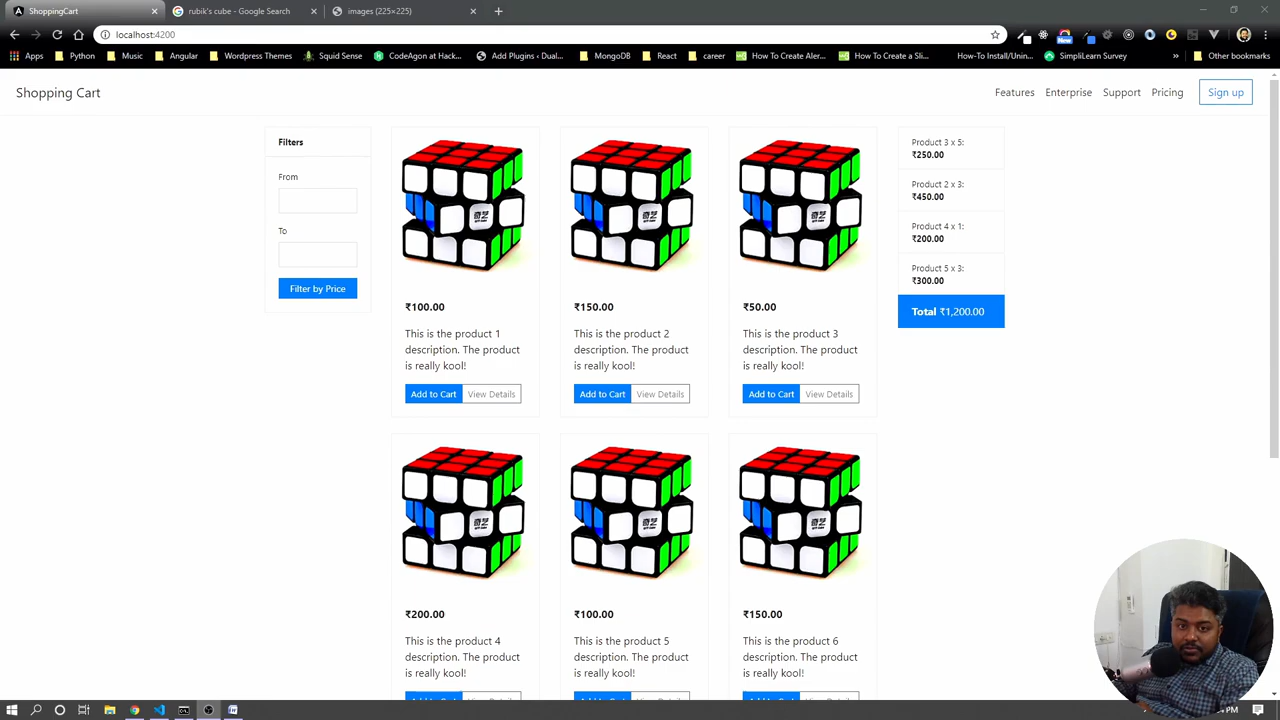 ShoppingCart
rubik's cube - Google Search
images (225×225)
localhost:4200
Apps
Python
Music
Angular
Wordpress Themes
Squid Sense
CodeAgon at Hack...
Add Plugins ‹ Dual...
MongoDB
React
career
How To Create Aler...
How To Create a Sli...
How-To Install/Unin...
SimpliLearn Survey
»
Other bookmarks
Shopping Cart
Features
Enterprise
Support
Pricing
Sign up
Filters
From
To
Filter by Price
₹100.00
This is the product 1
description. The product
is really kool!
Add to Cart
View Details
₹150.00
This is the product 2
description. The product
is really kool!
Add to Cart
View Details
₹50.00
This is the product 3
description. The product
is really kool!
Add to Cart
View Details
Product 3 x 5:
₹250.00
Product 2 x 3:
₹450.00
Product 4 x 1:
₹200.00
Product 5 x 3:
₹300.00
Total ₹1,200.00
₹200.00
This is the product 4
description. The product
is really kool!
₹100.00
This is the product 5
description. The product
is really kool!
₹150.00
This is the product 6
description. The product
is really kool!
PM